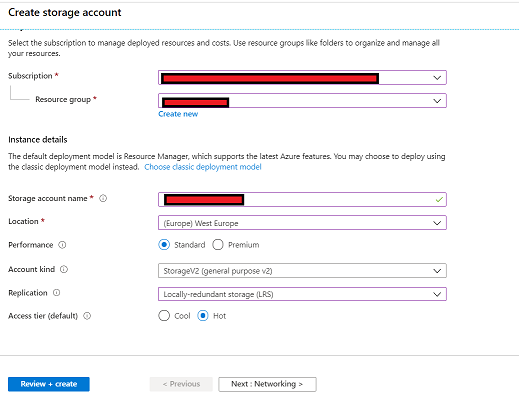 Create storage account
Select the subscription to manage deployed resources and costs. Use resource groups like folders to organize and manage all
your resources.
Subscription *
Resource group *
Create new
Instance details
The default deployment model is Resource Manager, which supports the latest Azure features. You may choose to deploy using
the classic deployment model instead. Choose classic deployment model
Storage account name *
Location *
(Europe) West Europe
Performance
Standard
Premium
Account kind
StorageV2 (general purpose v2)
Replication
Locally-redundant storage (LRS)
Access tier (default)
Cool
Hot
Review + create
< Previous
Next : Networking >